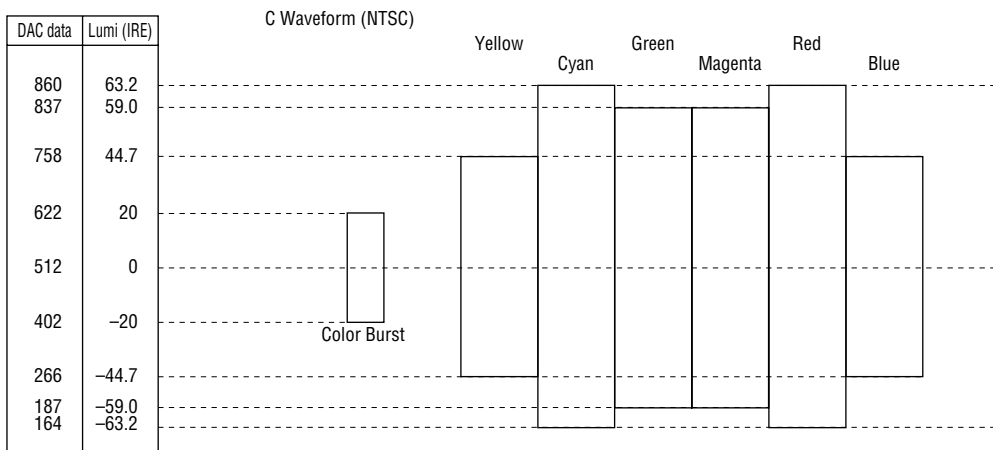 C Waveform (NTSC)
DAC data Lumi (IRE)
Yellow Green Red
Cyan Magenta Blue
860 63.2
837 59.0
758 44.7
622 20
512 0
402 –20
Color Burst
266 –44.7
187 –59.0
164 –63.2